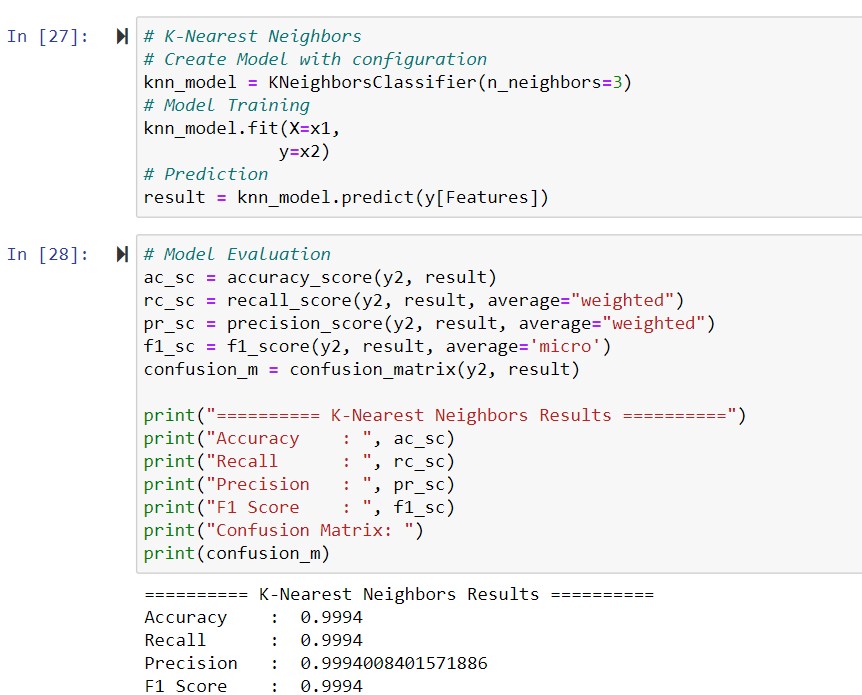 In [27]:
# K-Nearest Neighbors
# Create Model with configuration
knn_model = KNeighborsClassifier(n_neighbors=3)
# Model Training
knn_model.fit(X=x1,
             y=x2)
# Prediction
result = knn_model.predict(y[Features])
In [28]:
# Model Evaluation
ac_sc = accuracy_score(y2, result)
rc_sc = recall_score(y2, result, average="weighted")
pr_sc = precision_score(y2, result, average="weighted")
f1_sc = f1_score(y2, result, average='micro')
confusion_m = confusion_matrix(y2, result)
print("========== K-Nearest Neighbors Results ==========")
print("Accuracy    : ", ac_sc)
print("Recall      : ", rc_sc)
print("Precision   : ", pr_sc)
print("F1 Score    : ", f1_sc)
print("Confusion Matrix: ")
print(confusion_m)
========== K-Nearest Neighbors Results ==========
Accuracy    :  0.9994
Recall      :  0.9994
Precision   :  0.9994008401571886
F1 Score    :  0.9994